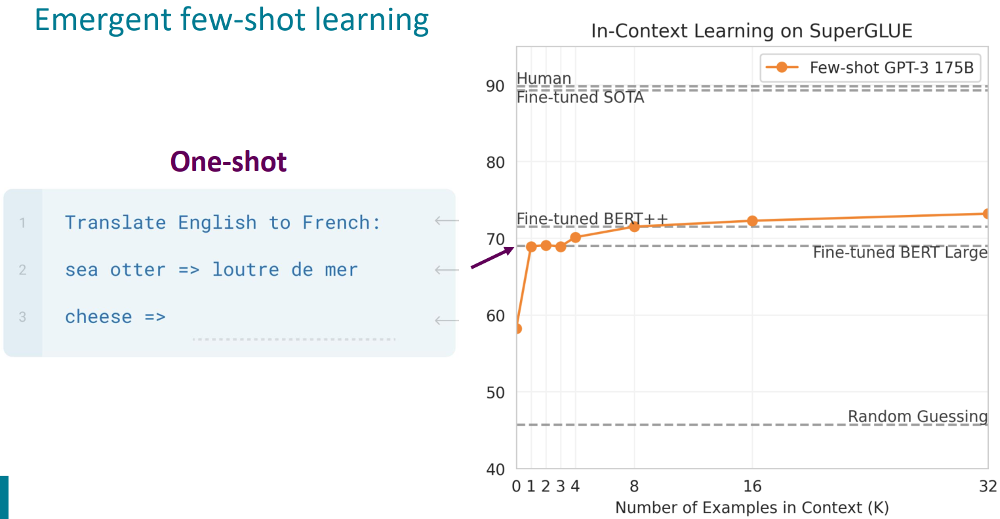 Emergent few-shot learning
One-shot
1 Translate English to French:
2 sea otter => loutre de mer
3 cheese =>
In-Context Learning on SuperGLUE
Few-shot GPT-3 175B
Human
Fine-tuned SOTA
Fine-tuned BERT++
Fine-tuned BERT Large
Random Guessing
90
80
70
60
50
40
0 1 2 3 4 8 16 32
Number of Examples in Context (K)